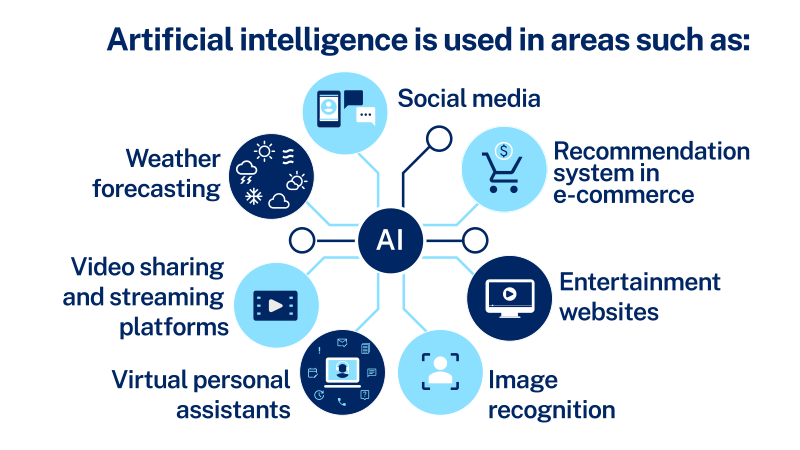 Artificial intelligence is used in areas such as:
Social media
Recommendation
system in
e-commerce
Weather
forecasting
$
AI
Video sharing
and streaming
platforms
Entertainment
websites
Virtual personal
assistants
Image
recognition